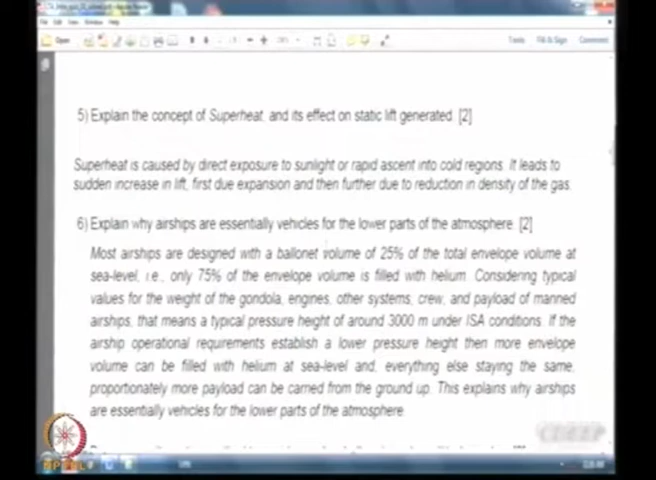 Open
Tools
Fill & Sign
Comment
5) Explain the concept of Superheat, and its effect on static lift generated. [2]
Superheat is caused by direct exposure to sunlight or rapid ascent into cold regions. It leads to
sudden increase in lift, first due expansion and then further due to reduction in density of the gas.
6) Explain why airships are essentially vehicles for the lower parts of the atmosphere. [2]
Most airships are designed with a ballonet volume of 25% of the total envelope volume at
sea-level, i.e., only 75% of the envelope volume is filled with helium. Considering typical
values for the weight of the gondola, engines, other systems, crew, and payload of manned
airships, that means a typical pressure height of around 3000 m under ISA conditions. If the
airship operational requirements establish a lower pressure height then more envelope
volume can be filled with helium at sea-level and, everything else staying the same,
proportionately more payload can be carried from the ground up. This explains why airships
are essentially vehicles for the lower parts of the atmosphere
CDEEP
NPTEL